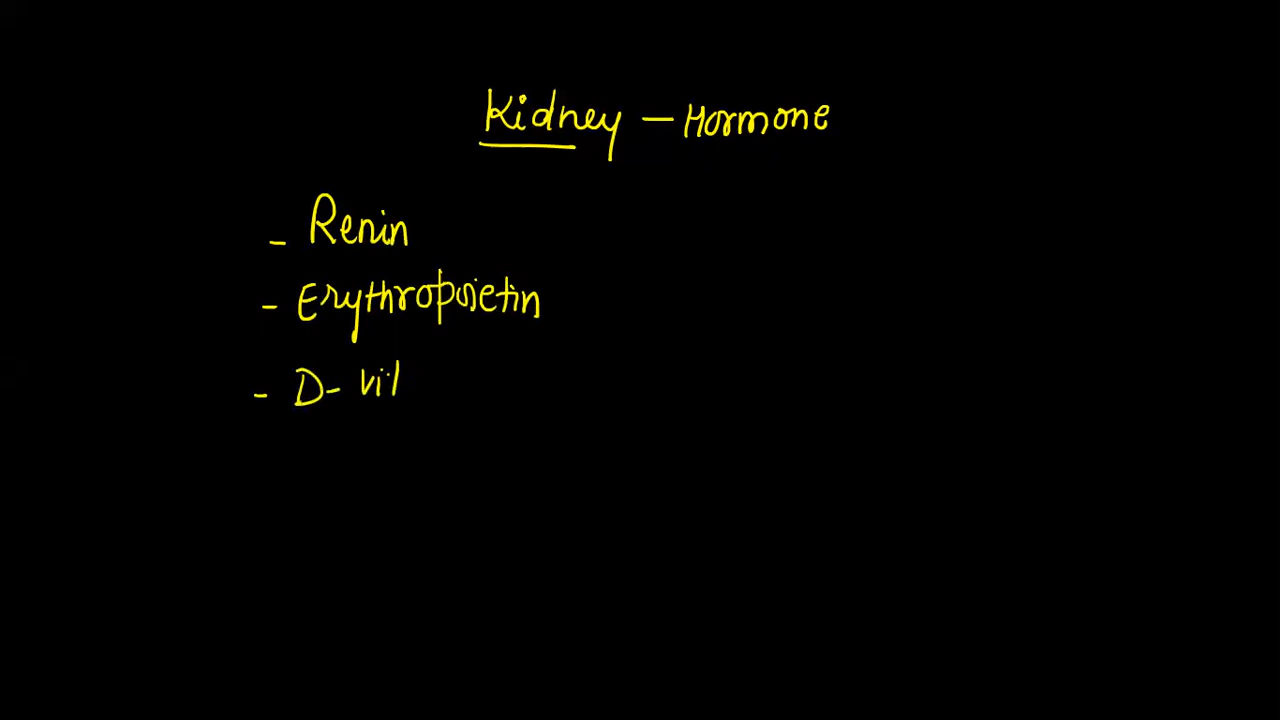 Kidney - Hormone
- Renin
- Erythropoietin
- D- Vit